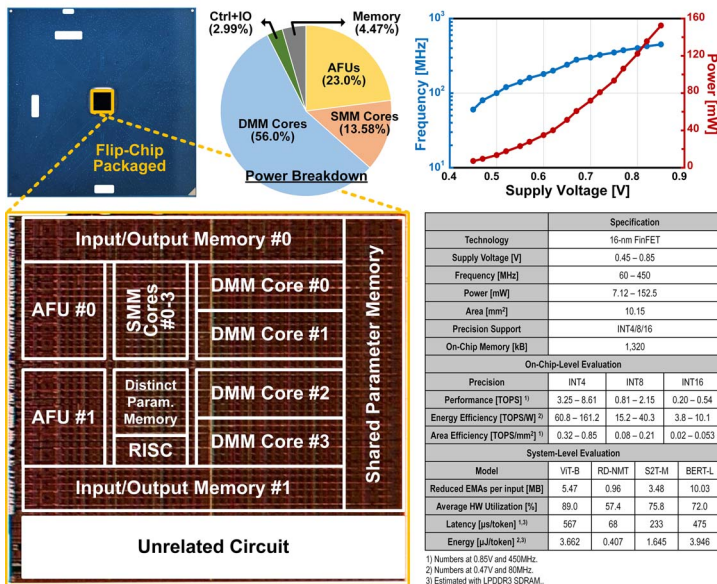 Flip-Chip
Packaged
Ctrl+IO
(2.99%)
Memory
(4.47%)
AFUs
(23.0%)
SMM Cores
(13.58%)
DMM Cores
(56.0%)
Power Breakdown
Frequency [MHz]
10³
10²
10¹
0.4 0.5 0.6 0.7 0.8 0.9
Supply Voltage [V]
160
120
80
40
0
Power [mW]
Input/Output Memory #0
AFU #0
SMM
Cores
#0-3
DMM Core #0
DMM Core #1
AFU #1
Distinct
Param.
Memory
RISC
DMM Core #2
DMM Core #3
Input/Output Memory #1
Shared Parameter Memory
Unrelated Circuit
Specification
Technology 16-nm FinFET
Supply Voltage [V] 0.45 – 0.85
Frequency [MHz] 60 – 450
Power [mW] 7.12 – 152.5
Area [mm²] 10.15
Precision Support INT4/8/16
On-Chip Memory [kB] 1,320
On-Chip-Level Evaluation
Precision INT4 INT8 INT16
Performance [TOPS] 1) 3.25 – 8.61 0.81 – 2.15 0.20 – 0.54
Energy Efficiency [TOPS/W] 2) 60.8 – 161.2 15.2 – 40.3 3.8 – 10.1
Area Efficiency [TOPS/mm²] 1) 0.32 – 0.85 0.08 – 0.21 0.02 – 0.053
System-Level Evaluation
Model ViT-B RD-NMT S2T-M BERT-L
Reduced EMAs per input [MB] 5.47 0.96 3.48 10.03
Average HW Utilization [%] 89.0 57.4 75.8 72.0
Latency [μs/token] 1,3) 567 68 233 475
Energy [μJ/token] 2,3) 3.662 0.407 1.645 3.946
1) Numbers at 0.85V and 450MHz.
2) Numbers at 0.47V and 80MHz.
3) Estimated with LPDDR3 SDRAM..